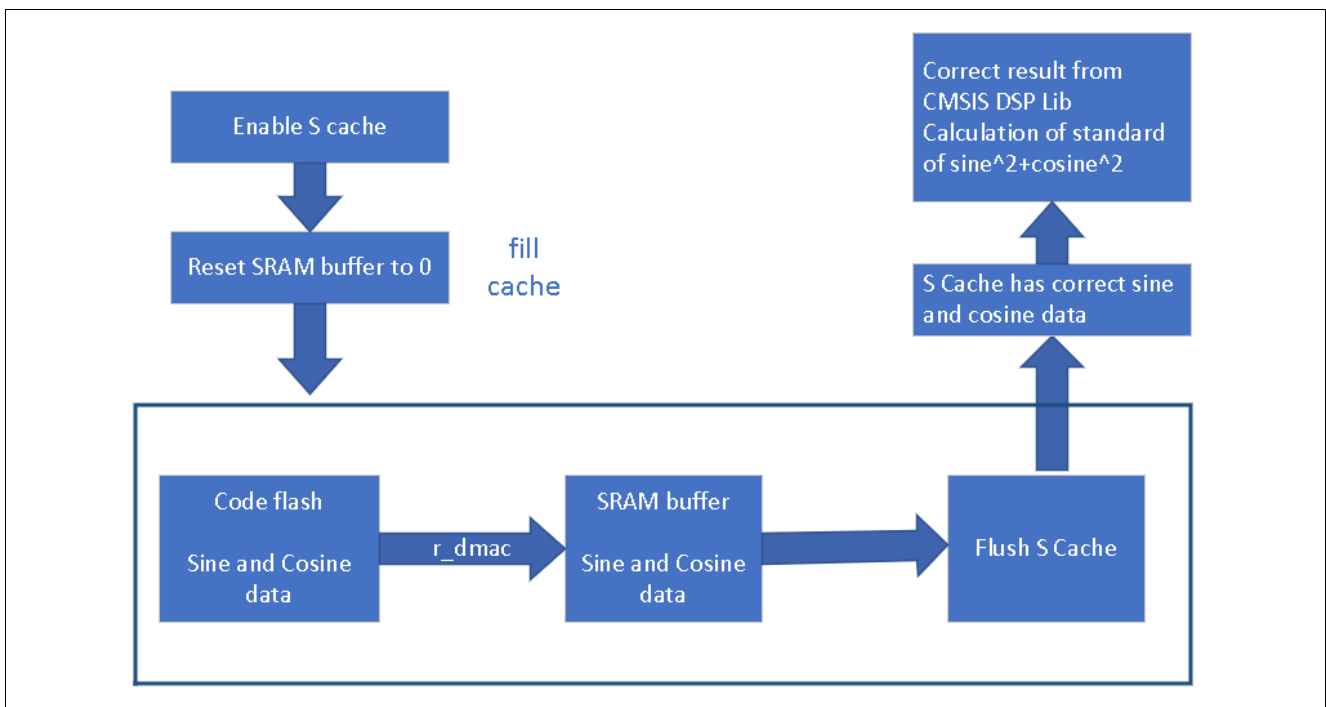 Enable S cache
Reset SRAM buffer to 0
fill
cache
Code flash
Sine and Cosine
data
r_dmac
SRAM buffer
Sine and Cosine
data
Flush S Cache
S Cache has correct sine
and cosine data
Correct result from
CMSIS DSP Lib
Calculation of standard
of sine^2+cosine^2